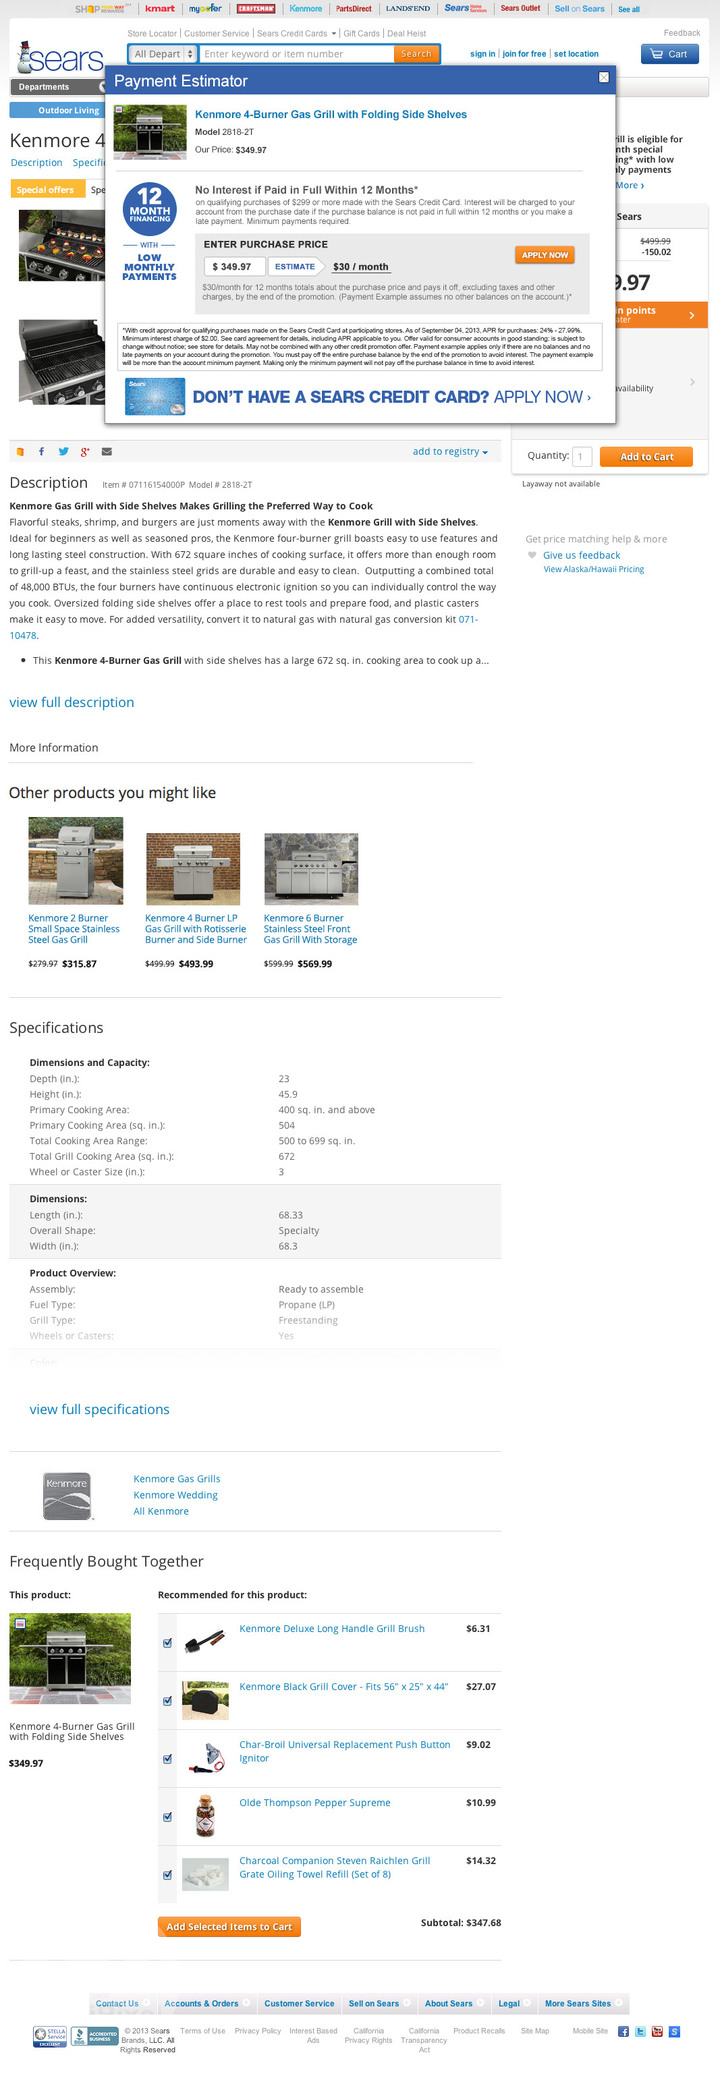 SHOP YOUR WAY REWARDS kmart mygofer CRAFTSMAN Kenmore PartsDirect LANDS'END Sears Home Services Sears Outlet Sell on Sears See all
Store Locator Customer Service Sears Credit Cards Gift Cards Deal Heist
Feedback
sears
All Depart Enter keyword or item number Search
sign in join for free set location
Cart
Departments
Outdoor Living
Kenmore 4
Description Specifi
Special offers Spe
Payment Estimator
Kenmore 4-Burner Gas Grill with Folding Side Shelves
Model 2818-2T
Our Price: $349.97
12
MONTH
FINANCING
WITH
LOW
MONTHLY
PAYMENTS
No Interest if Paid in Full Within 12 Months*
on qualifying purchases of $299 or more made with the Sears Credit Card. Interest will be charged to your
account from the purchase date if the purchase balance is not paid in full within 12 months or you make a
late payment. Minimum payments required.
ENTER PURCHASE PRICE
$ 349.97 ESTIMATE $30 / month
APPLY NOW
$30/month for 12 months totals about the purchase price and pays it off, excluding taxes and other
charges, by the end of the promotion. (Payment Example assumes no other balances on the account.)*
*With credit approval for qualifying purchases made on the Sears Credit Card at participating stores. As of September 04, 2013, APR for purchases: 24% - 27.99%.
Minimum interest charge of $2.00. See card agreement for details, including APR applicable to you. Offer valid for consumer accounts in good standing; is subject to
change without notice; see store for details. May not be combined with any other credit promotion offer. Payment example applies only if there are no balances and no
late payments on your account during the promotion. You must pay off the entire purchase balance by the end of the promotion to avoid interest. The payment example
will be more than the account minimum payment. Making only the minimum payment will not pay off the purchase balance in time to avoid interest.
Sears
DON'T HAVE A SEARS CREDIT CARD? APPLY NOW ›
ill is eligible for
nth special
ing* with low
ly payments
More ›
Sears
$499.99
-150.02
9.97
n points
ater
vailability
Quantity: 1 Add to Cart
Layaway not available
Get price matching help & more
Give us feedback
View Alaska/Hawaii Pricing
add to registry
Description Item # 07116154000P Model # 2818-2T
Kenmore Gas Grill with Side Shelves Makes Grilling the Preferred Way to Cook
Flavorful steaks, shrimp, and burgers are just moments away with the Kenmore Grill with Side Shelves.
Ideal for beginners as well as seasoned pros, the Kenmore four-burner grill boasts easy to use features and
long lasting steel construction. With 672 square inches of cooking surface, it offers more than enough room
to grill-up a feast, and the stainless steel grids are durable and easy to clean. Outputting a combined total
of 48,000 BTUs, the four burners have continuous electronic ignition so you can individually control the way
you cook. Oversized folding side shelves offer a place to rest tools and prepare food, and plastic casters
make it easy to move. For added versatility, convert it to natural gas with natural gas conversion kit 071-
10478.
• This Kenmore 4-Burner Gas Grill with side shelves has a large 672 sq. in. cooking area to cook up a...
view full description
More Information
Other products you might like
Kenmore 2 Burner
Small Space Stainless
Steel Gas Grill
$279.97 $315.87
Kenmore 4 Burner LP
Gas Grill with Rotisserie
Burner and Side Burner
$499.99 $493.99
Kenmore 6 Burner
Stainless Steel Front
Gas Grill With Storage
$599.99 $569.99
Specifications
Dimensions and Capacity:
Depth (in.): 23
Height (in.): 45.9
Primary Cooking Area: 400 sq. in. and above
Primary Cooking Area (sq. in.): 504
Total Cooking Area Range: 500 to 699 sq. in.
Total Grill Cooking Area (sq. in.): 672
Wheel or Caster Size (in.): 3
Dimensions:
Length (in.): 68.33
Overall Shape: Specialty
Width (in.): 68.3
Product Overview:
Assembly: Ready to assemble
Fuel Type: Propane (LP)
Grill Type: Freestanding
Wheels or Casters: Yes
Color:
view full specifications
Kenmore
Kenmore Gas Grills
Kenmore Wedding
All Kenmore
Frequently Bought Together
This product:
Kenmore 4-Burner Gas Grill
with Folding Side Shelves
$349.97
Recommended for this product:
Kenmore Deluxe Long Handle Grill Brush $6.31
Kenmore Black Grill Cover - Fits 56" x 25" x 44" $27.07
Char-Broil Universal Replacement Push Button $9.02
Ignitor
Olde Thompson Pepper Supreme $10.99
Charcoal Companion Steven Raichlen Grill $14.32
Grate Oiling Towel Refill (Set of 8)
Add Selected Items to Cart
Subtotal: $347.68
Contact Us Accounts & Orders Customer Service Sell on Sears About Sears Legal More Sears Sites
STELLA Service EXCELLENT
BBB ACCREDITED BUSINESS
© 2013 Sears
Brands, LLC. All
Rights Reserved
Terms of Use
Privacy Policy
Interest Based
Ads
California
Privacy Rights
California
Transparency
Act
Product Recalls
Site Map
Mobile Site